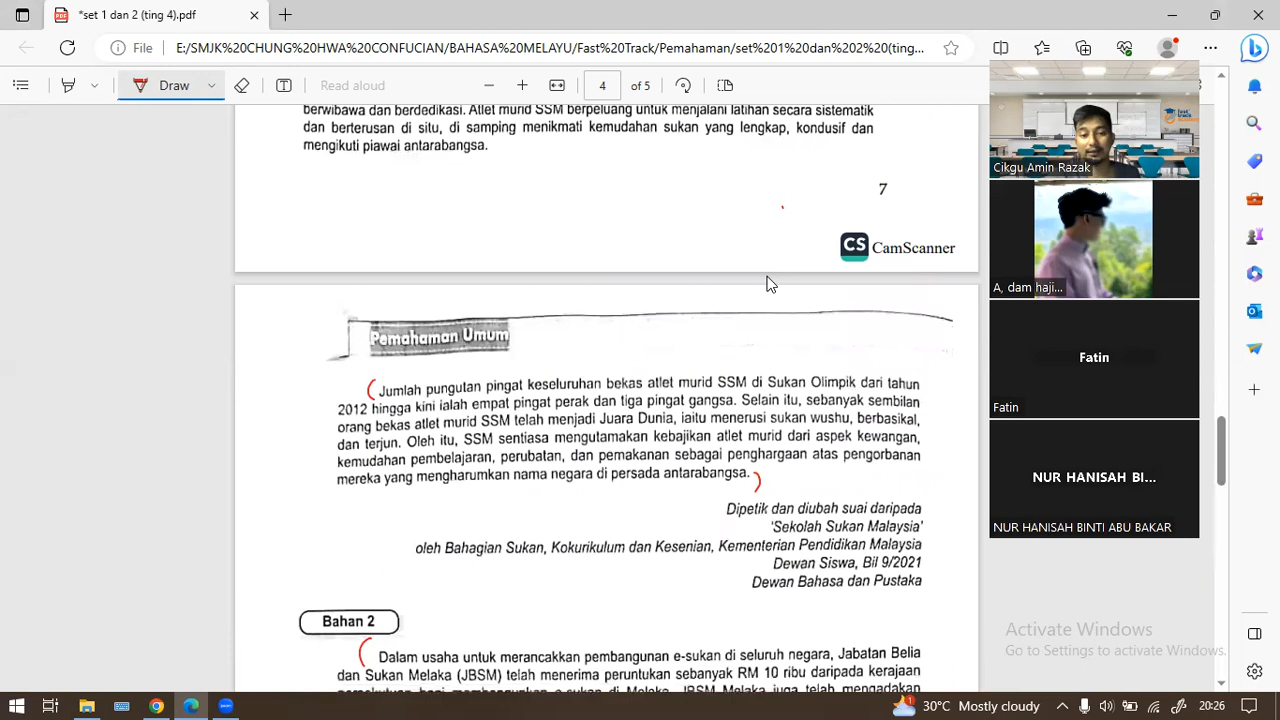 *set 1 dan 2 (ting 4).pdf
File
E:/SMJK%20CHUNG%20HWA%20CONFUCIAN/BAHASA%20MELAYU/Fast%20Track/Pemahaman/set%201%20dan%202%20(ting...
Draw
Read aloud
4
of 5
berwibawa dan berdedikasi. Atlet murid SSM berpeluang untuk menjalani latihan secara sistematik
dan berterusan di situ, di samping menikmati kemudahan sukan yang lengkap, kondusif dan
mengikuti piawai antarabangsa.
7
CS CamScanner
Pemahaman Umum
Jumlah pungutan pingat keseluruhan bekas atlet murid SSM di Sukan Olimpik dari tahun
2012 hingga kini ialah empat pingat perak dan tiga pingat gangsa. Selain itu, sebanyak sembilan
orang bekas atlet murid SSM telah menjadi Juara Dunia, iaitu menerusi sukan wushu, berbasikal,
dan terjun. Oleh itu, SSM sentiasa mengutamakan kebajikan atlet murid dari aspek kewangan,
kemudahan pembelajaran, perubatan, dan pemakanan sebagai penghargaan atas pengorbanan
mereka yang mengharumkan nama negara di persada antarabangsa.
Dipetik dan diubah suai daripada
'Sekolah Sukan Malaysia'
oleh Bahagian Sukan, Kokurikulum dan Kesenian, Kementerian Pendidikan Malaysia
Dewan Siswa, Bil 9/2021
Dewan Bahasa dan Pustaka
Bahan 2
Dalam usaha untuk merancakkan pembangunan e-sukan di seluruh negara, Jabatan Belia
dan Sukan Melaka (JBSM) telah menerima peruntukan sebanyak RM 10 ribu daripada kerajaan
Cikgu Amin Razak
A, dam haji...
Fatin
Fatin
NUR HANISAH BI...
NUR HANISAH BINTI ABU BAKAR
Activate Windows
Go to Settings to activate Windows.
30°C Mostly cloudy
20:26